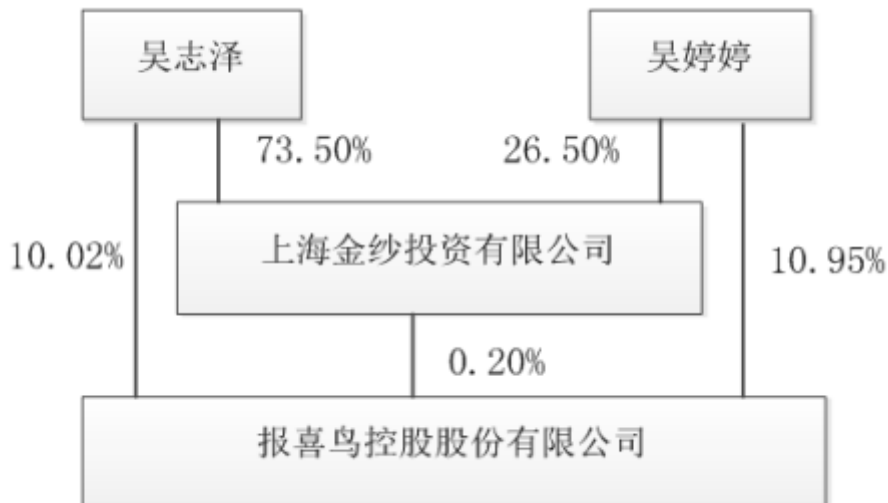 吴志泽
吴婷婷
73.50%
26.50%
上海金纱投资有限公司
10.02%
10.95%
0.20%
报喜鸟控股股份有限公司